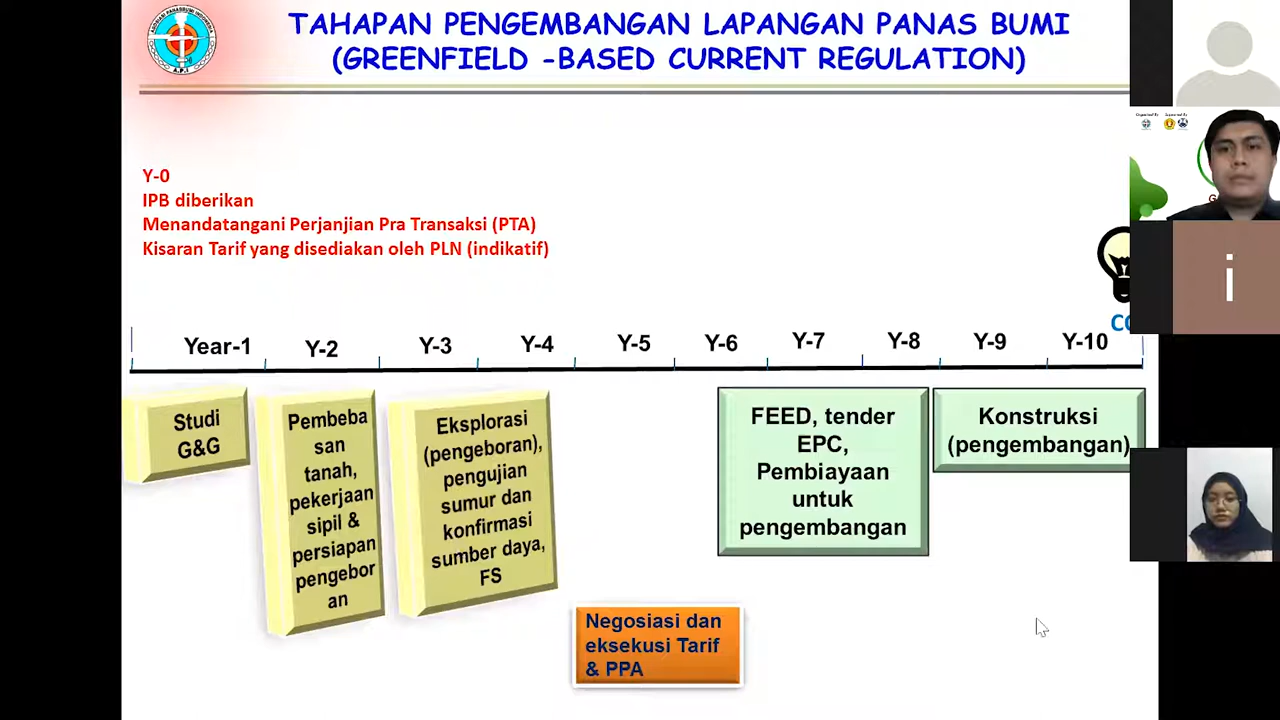 TAHAPAN PENGEMBANGAN LAPANGAN PANAS BUMI
(GREENFIELD -BASED CURRENT REGULATION)
ASOSIASI PANASBUMI INDONESIA
A.P.I
Y-0
IPB diberikan
Menandatangani Perjanjian Pra Transaksi (PTA)
Kisaran Tarif yang disediakan oleh PLN (indikatif)
i
Year-1
Y-2
Y-3
Y-4
Y-5
Y-6
Y-7
Y-8
Y-9
Y-10
Studi
G&G
Pembeba
san
tanah,
pekerjaan
sipil &
persiapan
pengebor
an
Eksplorasi
(pengeboran),
pengujian
sumur dan
konfirmasi
sumber daya,
FS
FEED, tender
EPC,
Pembiayaan
untuk
pengembangan
Konstruksi
(pengembangan)
Negosiasi dan
eksekusi Tarif
& PPA